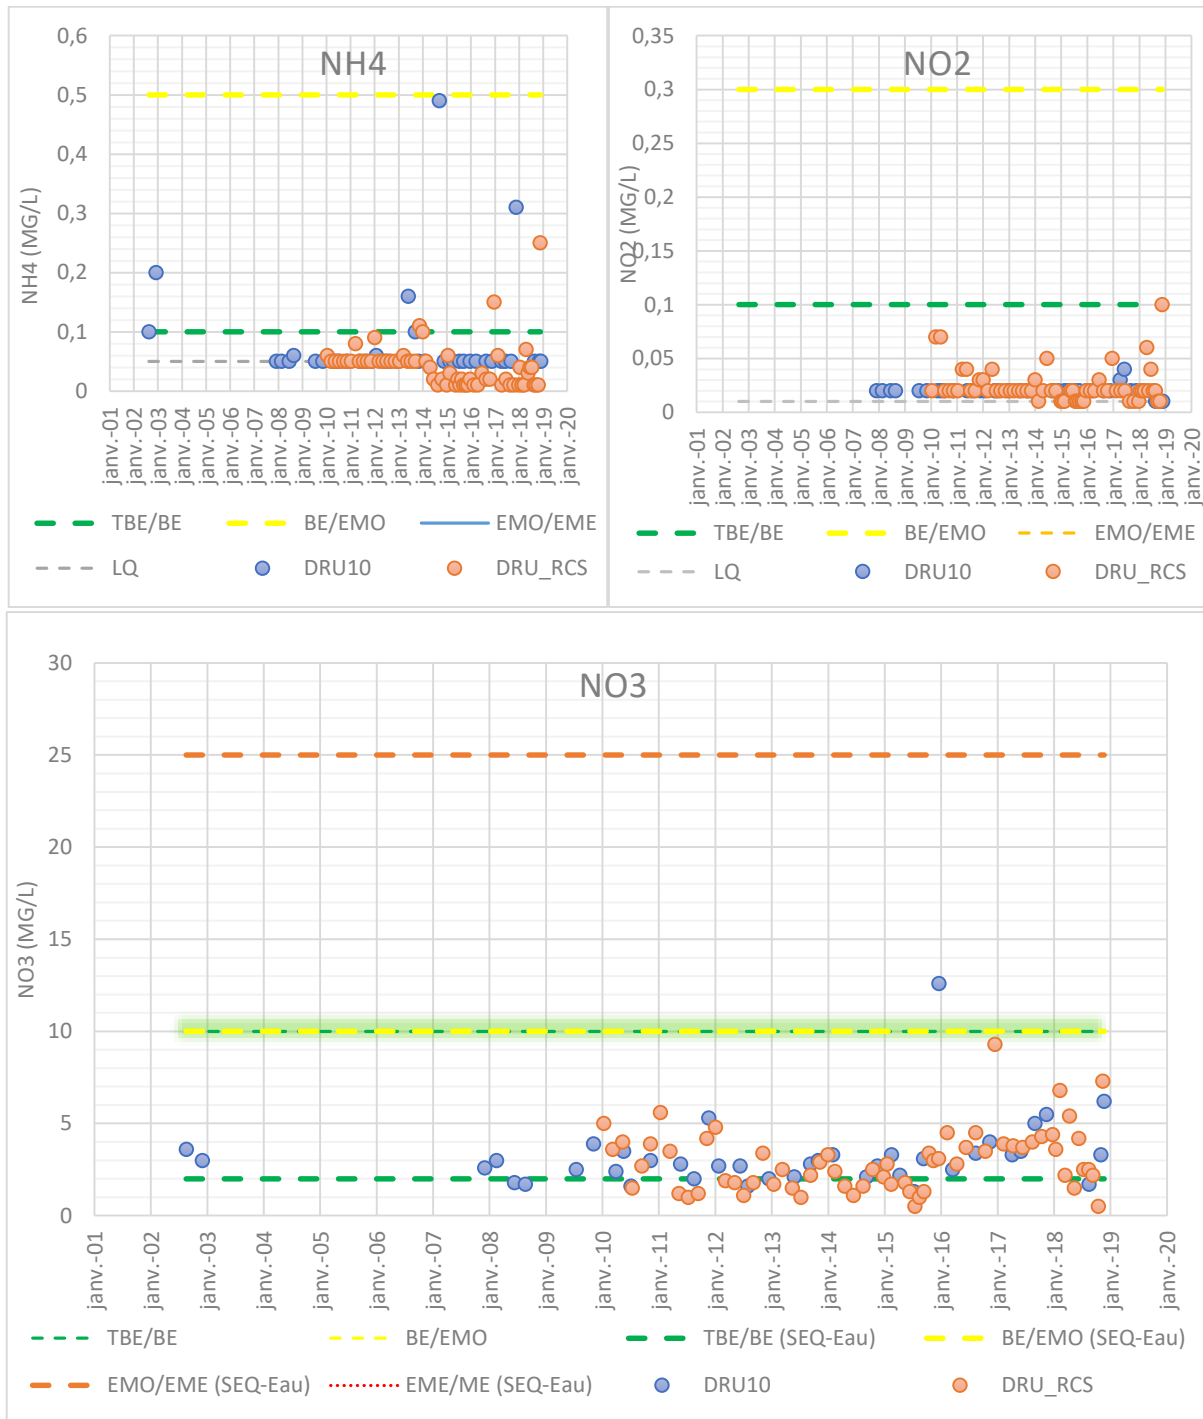 NH4
NH4 (MG/L)
0,6
0,5
0,4
0,3
0,2
0,1
0
janv.-01
janv.-02
janv.-03
janv.-04
janv.-05
janv.-06
janv.-07
janv.-08
janv.-09
janv.-10
janv.-11
janv.-12
janv.-13
janv.-14
janv.-15
janv.-16
janv.-17
janv.-18
janv.-19
janv.-20
TBE/BE BE/EMO EMO/EME
LQ DRU10 DRU_RCS
NO2
NO2 (MG/L)
0,35
0,3
0,25
0,2
0,15
0,1
0,05
0
janv.-01
janv.-02
janv.-03
janv.-04
janv.-05
janv.-06
janv.-07
janv.-08
janv.-09
janv.-10
janv.-11
janv.-12
janv.-13
janv.-14
janv.-15
janv.-16
janv.-17
janv.-18
janv.-19
janv.-20
TBE/BE BE/EMO EMO/EME
LQ DRU10 DRU_RCS
NO3
NO3 (MG/L)
30
25
20
15
10
5
0
janv.-01
janv.-02
janv.-03
janv.-04
janv.-05
janv.-06
janv.-07
janv.-08
janv.-09
janv.-10
janv.-11
janv.-12
janv.-13
janv.-14
janv.-15
janv.-16
janv.-17
janv.-18
janv.-19
janv.-20
TBE/BE BE/EMO TBE/BE (SEQ-Eau) BE/EMO (SEQ-Eau)
EMO/EME (SEQ-Eau) EME/ME (SEQ-Eau) DRU10 DRU_RCS